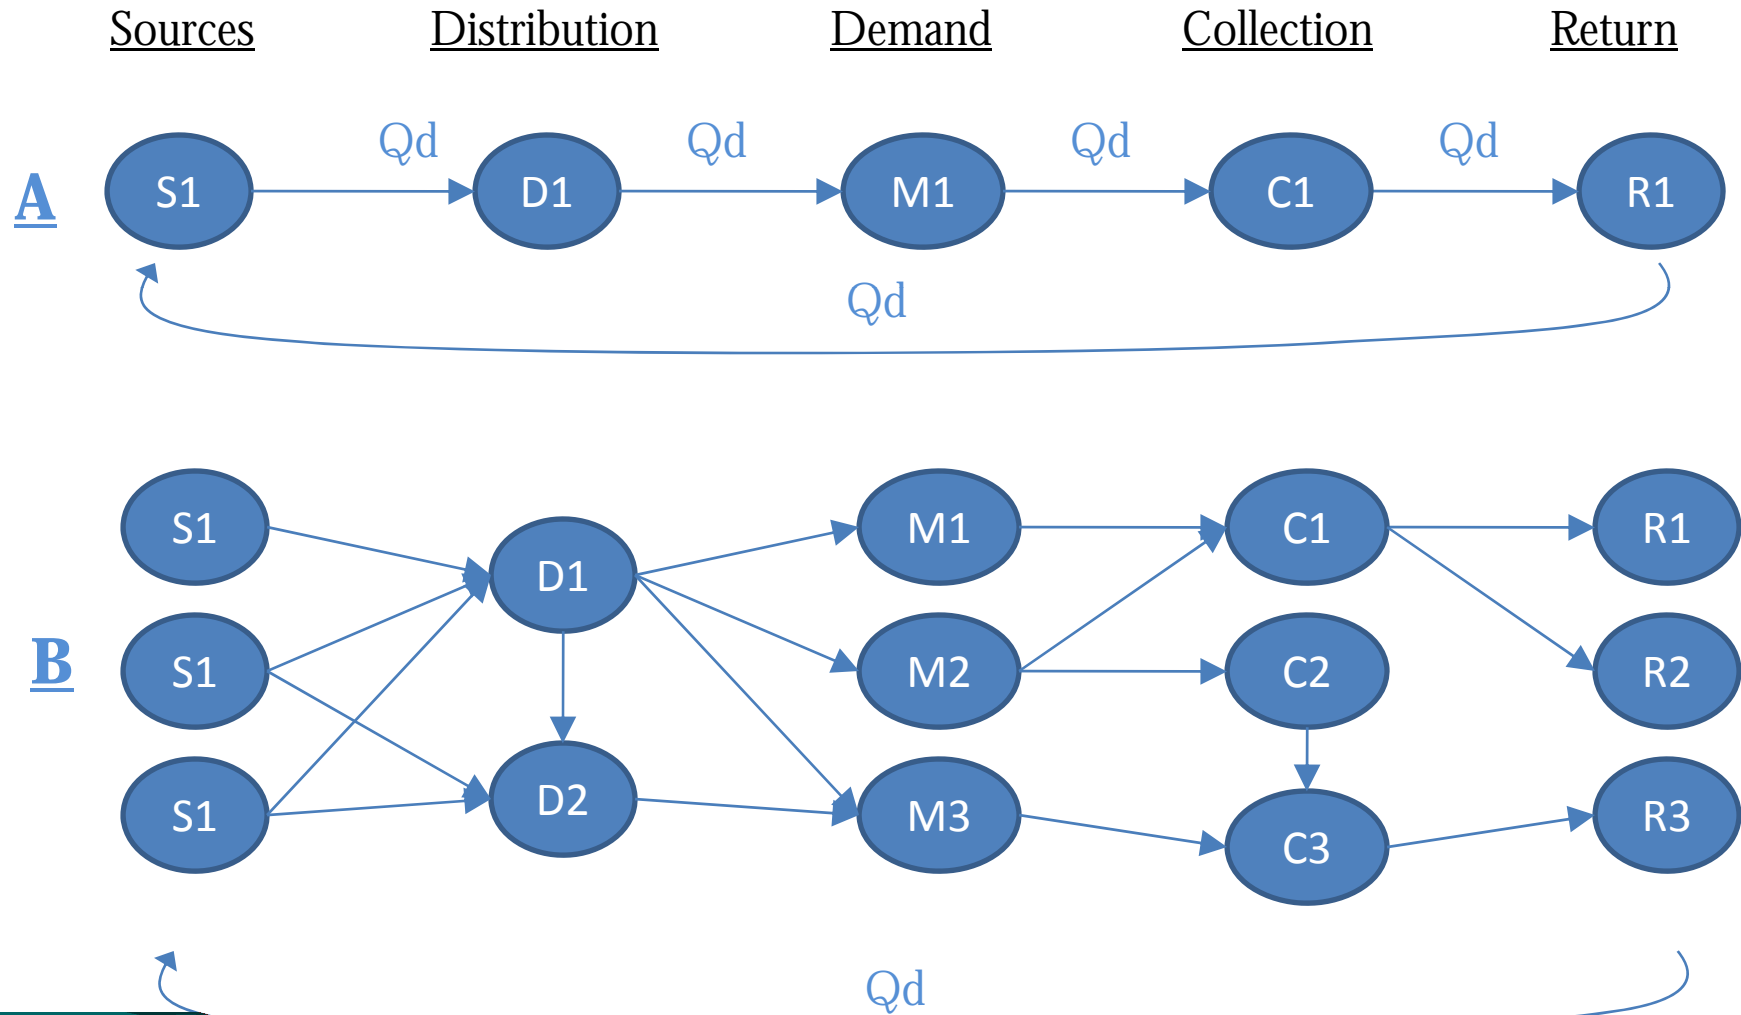 Sources Distribution Demand Collection Return
Qd Qd Qd Qd
A S1 D1 M1 C1 R1
Qd
S1 M1 C1 R1
D1
B S1 M2 C2 R2
S1 D2 M3 R3
C3
Qd